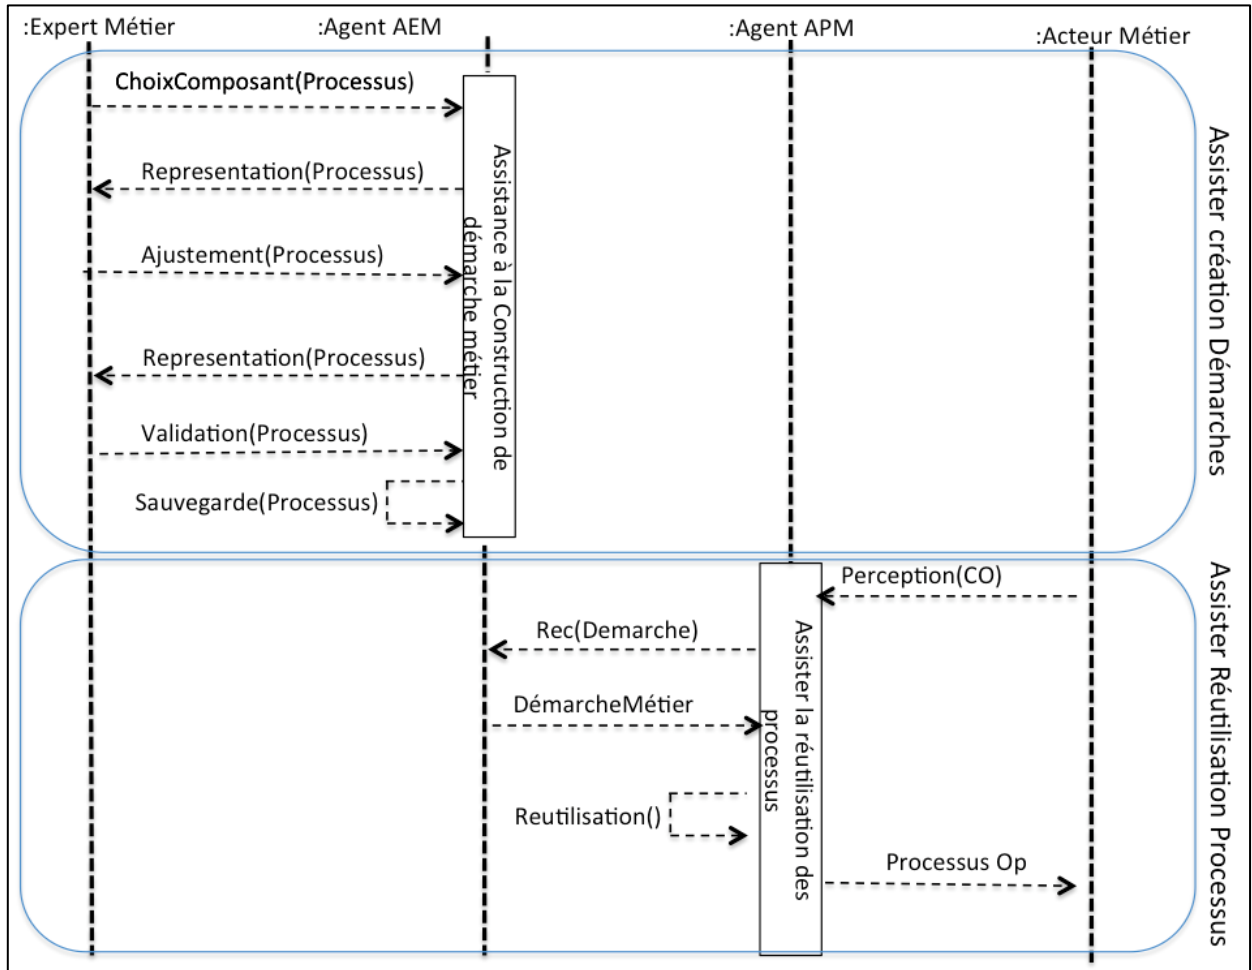 :Expert Métier
:Agent AEM
:Agent APM
:Acteur Métier
ChoixComposant(Processus)
Representation(Processus)
Ajustement(Processus)
Representation(Processus)
Validation(Processus)
Sauvegarde(Processus)
Assistance à la Construction de
démarche métier
Assister création Démarches
Perception(CO)
Rec(Demarche)
DémarcheMétier
Reutilisation()
Processus Op
Assister la réutilisation des
processus
Assister Réutilisation Processus